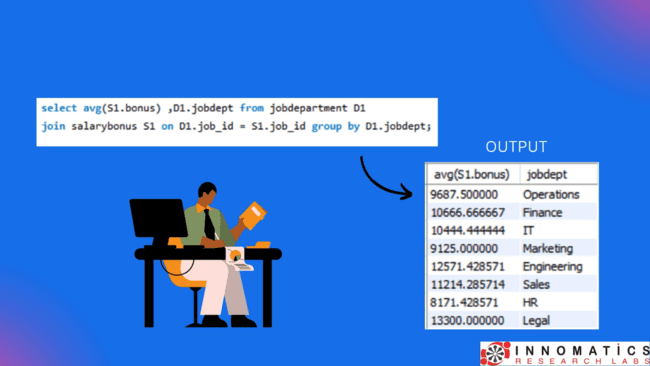 select avg(S1.bonus) ,D1.jobdept from jobdepartment D1
join salarybonus S1 on D1.job_id = S1.job_id group by D1.jobdept;
OUTPUT
avg(S1.bonus) jobdept
9687.500000 Operations
10666.666667 Finance
10444.444444 IT
9125.000000 Marketing
12571.428571 Engineering
11214.285714 Sales
8171.428571 HR
13300.000000 Legal
INNOMATICS
RESEARCH LABS